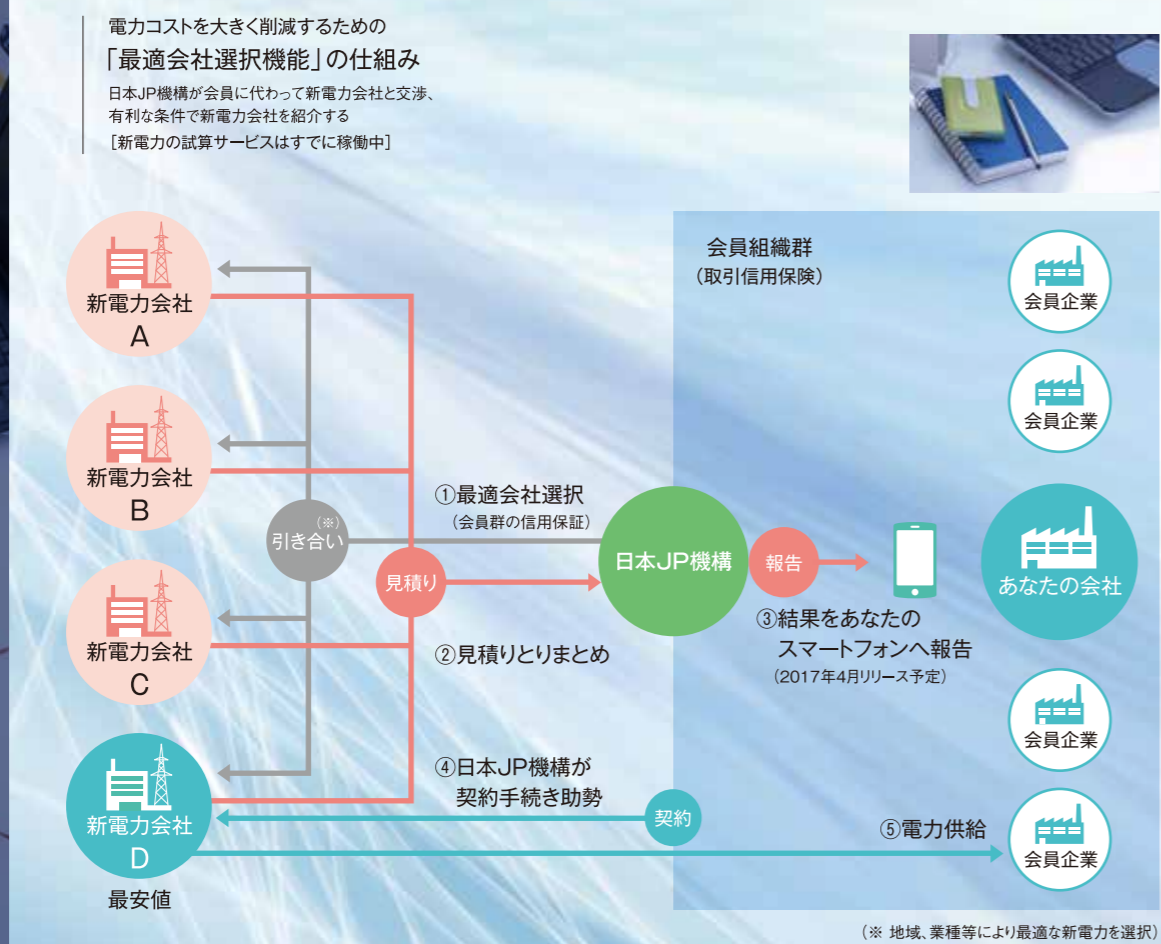 電力コストを大きく削減するための
「最適会社選択機能」の仕組み
日本JP機構が会員に代わって新電力会社と交渉、
有利な条件で新電力会社を紹介する
［新電力の試算サービスはすでに稼働中］
新電力会社
A
新電力会社
B
新電力会社
C
新電力会社
D
最安値
（※）
引き合い
見積り
①最適会社選択
（会員群の信用保証）
②見積りとりまとめ
④日本JP機構が
契約手続き助勢
日本JP機構
報告
③結果をあなたの
スマートフォンへ報告
（2017年4月リリース予定）
契約
⑤電力供給
会員組織群
（取引信用保険）
会員企業
会員企業
あなたの会社
会員企業
会員企業
（※ 地域、業種等により最適な新電力を選択）